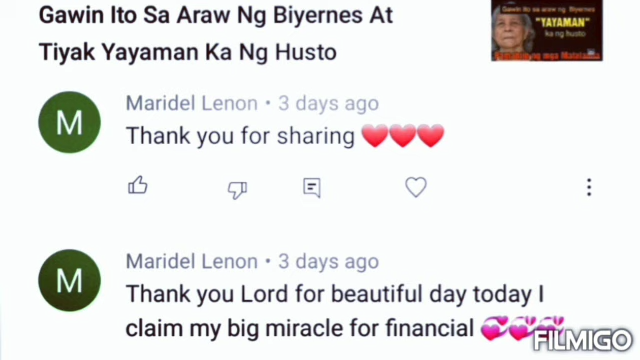 Gawin Ito Sa Araw Ng Biyernes At
Tiyak Yayaman Ka Ng Husto
Gawin ito sa araw ng Biyernes
"YAYAMAN"
ka ng husto
M
Maridel Lenon • 3 days ago
Thank you for sharing ❤️❤️❤️
M
Maridel Lenon • 3 days ago
Thank you Lord for beautiful day today I
claim my big miracle for financial 💞💞💞
FILMIGO